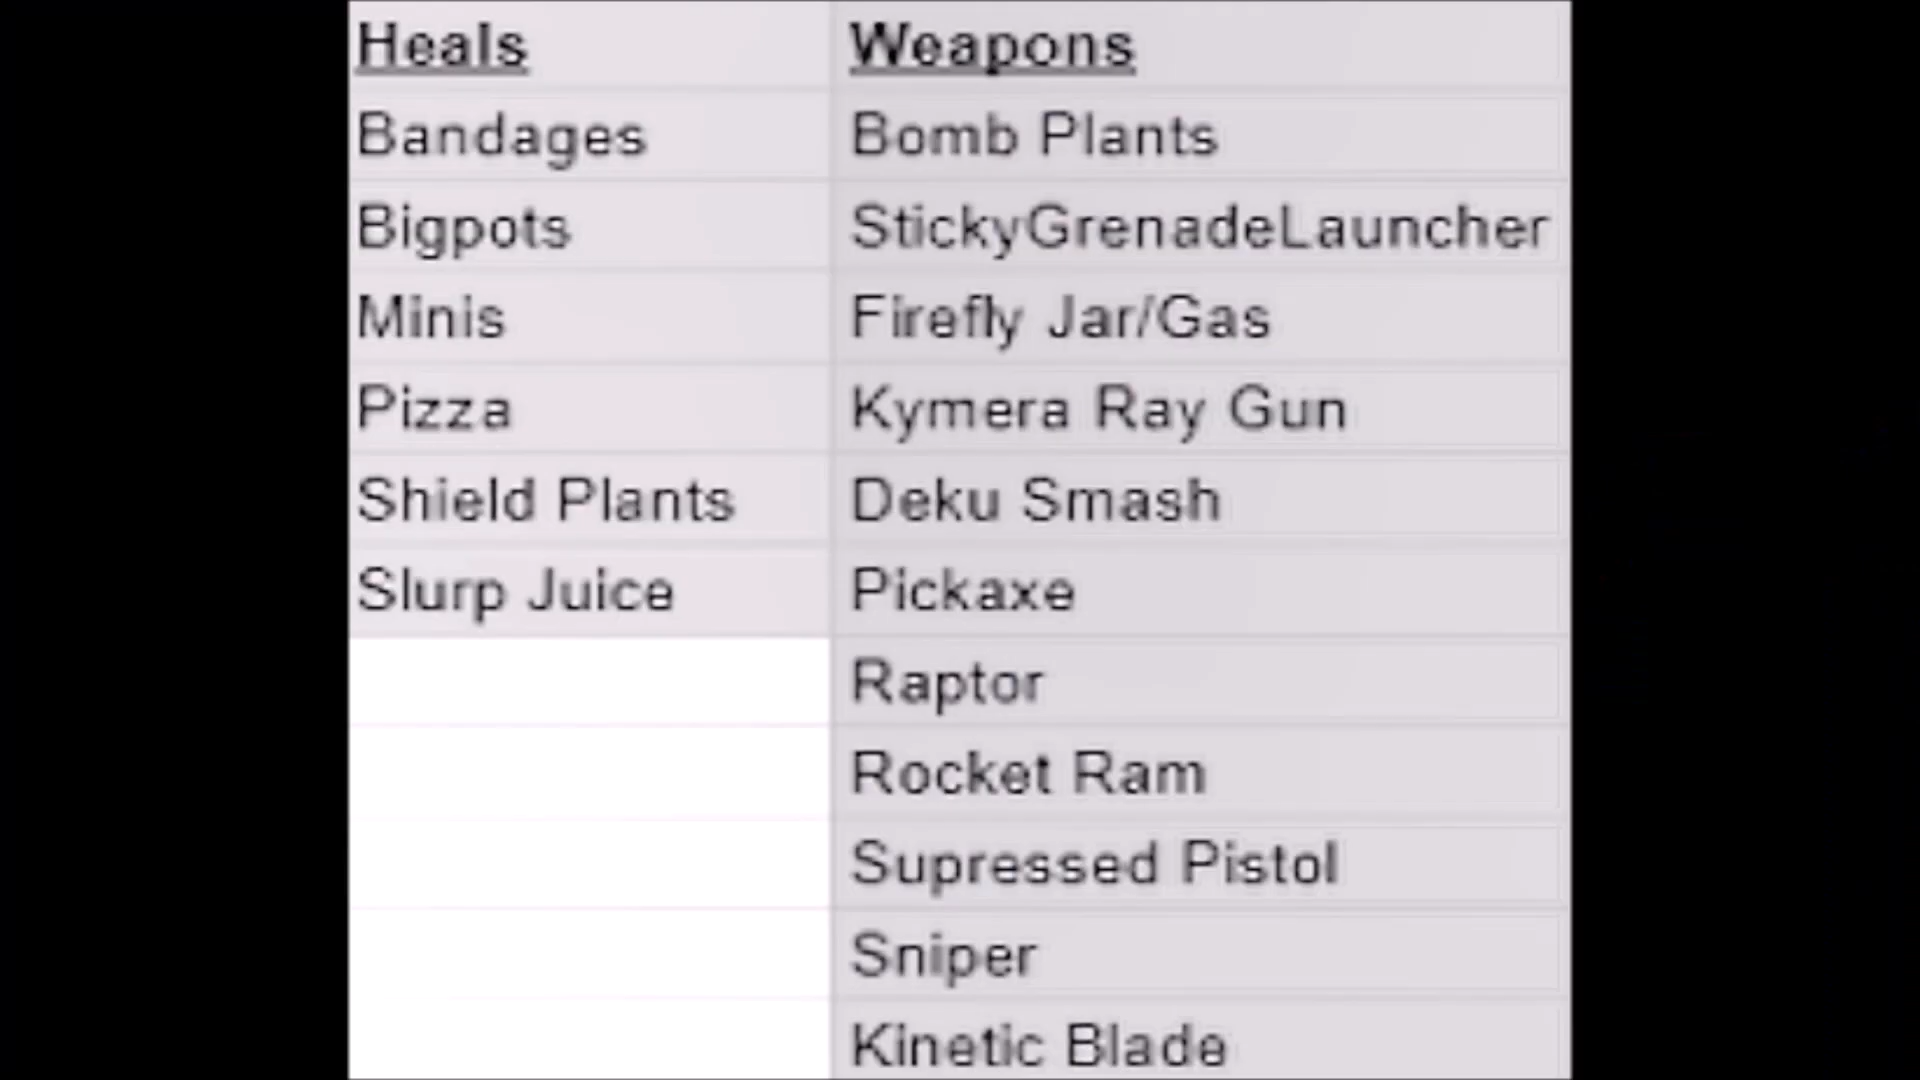 Heals Weapons
Bandages Bomb Plants
Bigpots StickyGrenadeLauncher
Minis Firefly Jar/Gas
Pizza Kymera Ray Gun
Shield Plants Deku Smash
Slurp Juice Pickaxe
Raptor
Rocket Ram
Supressed Pistol
Sniper
Kinetic Blade